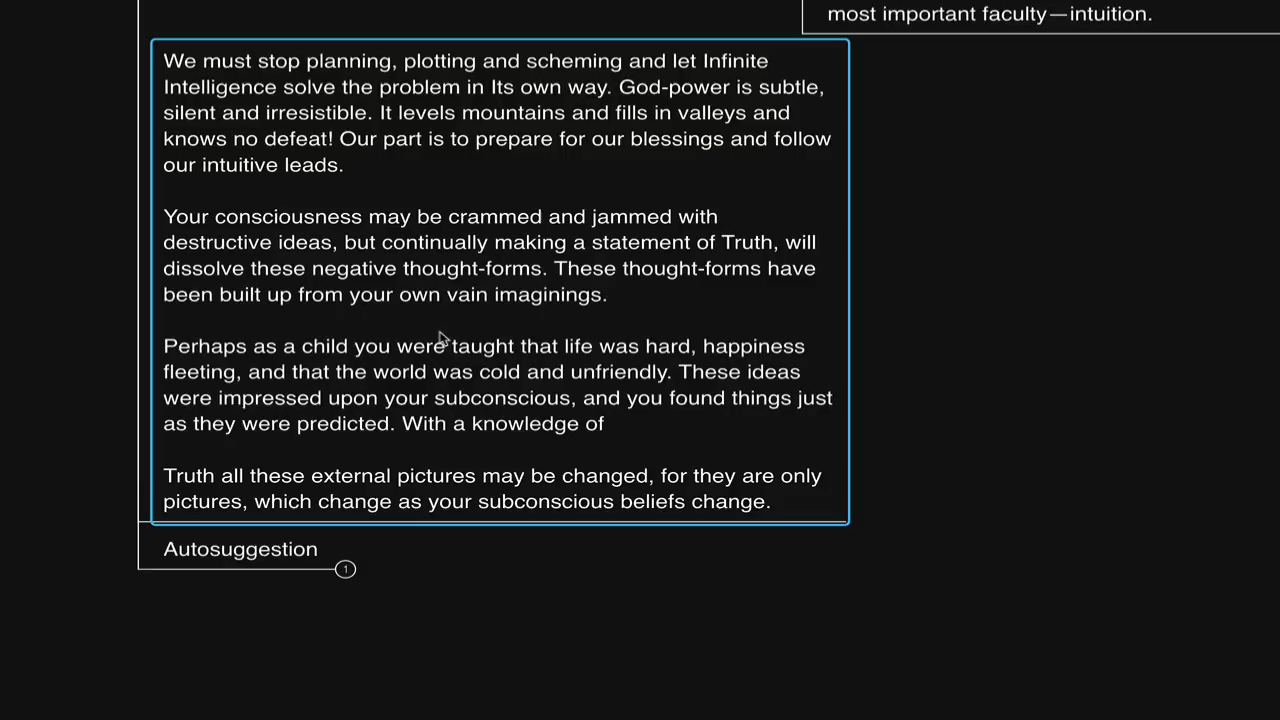 most important faculty—intuition.
We must stop planning, plotting and scheming and let Infinite
Intelligence solve the problem in Its own way. God-power is subtle,
silent and irresistible. It levels mountains and fills in valleys and
knows no defeat! Our part is to prepare for our blessings and follow
our intuitive leads.
Your consciousness may be crammed and jammed with
destructive ideas, but continually making a statement of Truth, will
dissolve these negative thought-forms. These thought-forms have
been built up from your own vain imaginings.
Perhaps as a child you were taught that life was hard, happiness
fleeting, and that the world was cold and unfriendly. These ideas
were impressed upon your subconscious, and you found things just
as they were predicted. With a knowledge of
Truth all these external pictures may be changed, for they are only
pictures, which change as your subconscious beliefs change.
Autosuggestion
1